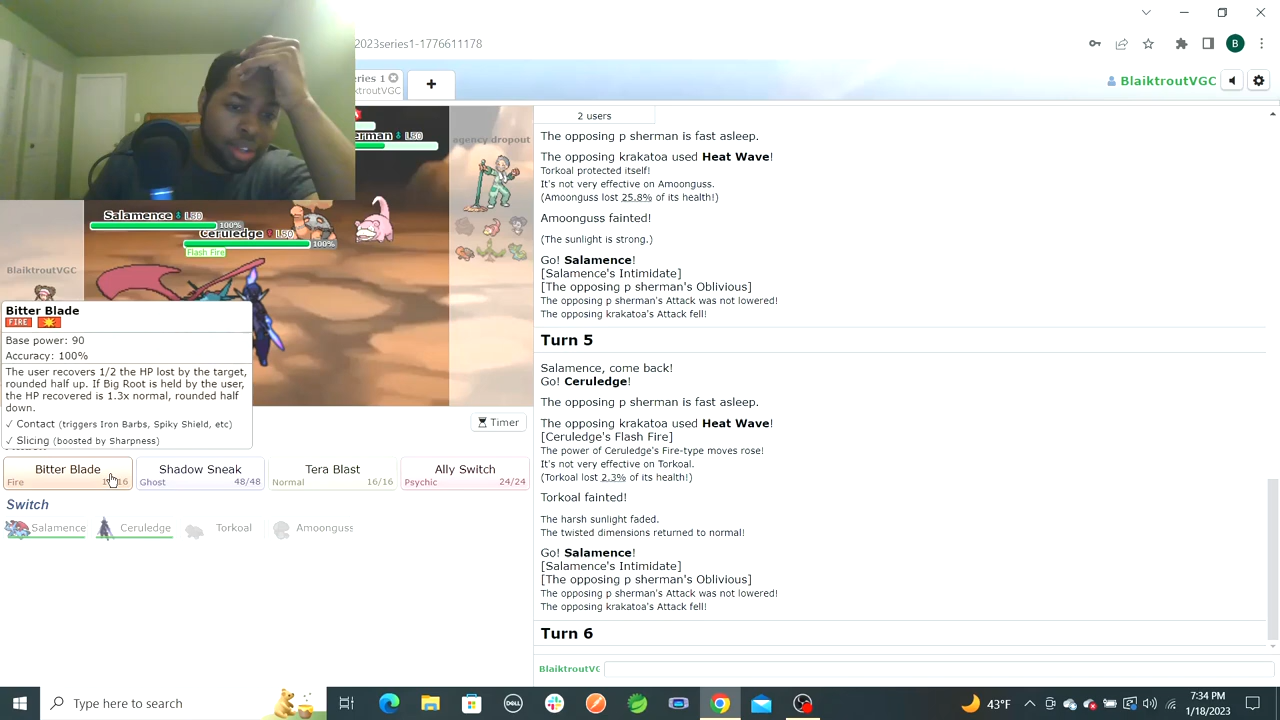 2023series1-1776611178
B
eries 1
ktroutVGC
+
BlaiktroutVGC
2 users
agency dropout
rman L50
Salamence L50
100%
Ceruledge L50
100%
Flash Fire
BlaiktroutVGC
Bitter Blade
FIRE
Base power: 90
Accuracy: 100%
The user recovers 1/2 the HP lost by the target,
rounded half up. If Big Root is held by the user,
the HP recovered is 1.3x normal, rounded half
down.
✓ Contact (triggers Iron Barbs, Spiky Shield, etc)
✓ Slicing (boosted by Sharpness)
Timer
Bitter Blade
Fire
Shadow Sneak
Ghost 48/48
Tera Blast
Normal 16/16
Ally Switch
Psychic 24/24
Switch
Salamence Ceruledge Torkoal Amoonguss
The opposing p sherman is fast asleep.
The opposing krakatoa used Heat Wave!
Torkoal protected itself!
It's not very effective on Amoonguss.
(Amoonguss lost 25.8% of its health!)
Amoonguss fainted!
(The sunlight is strong.)
Go! Salamence!
[Salamence's Intimidate]
[The opposing p sherman's Oblivious]
The opposing p sherman's Attack was not lowered!
The opposing krakatoa's Attack fell!
Turn 5
Salamence, come back!
Go! Ceruledge!
The opposing p sherman is fast asleep.
The opposing krakatoa used Heat Wave!
[Ceruledge's Flash Fire]
The power of Ceruledge's Fire-type moves rose!
It's not very effective on Torkoal.
(Torkoal lost 2.3% of its health!)
Torkoal fainted!
The harsh sunlight faded.
The twisted dimensions returned to normal!
Go! Salamence!
[Salamence's Intimidate]
[The opposing p sherman's Oblivious]
The opposing p sherman's Attack was not lowered!
The opposing krakatoa's Attack fell!
Turn 6
BlaiktroutVG
Type here to search
DELL
43°F
7:34 PM
1/18/2023